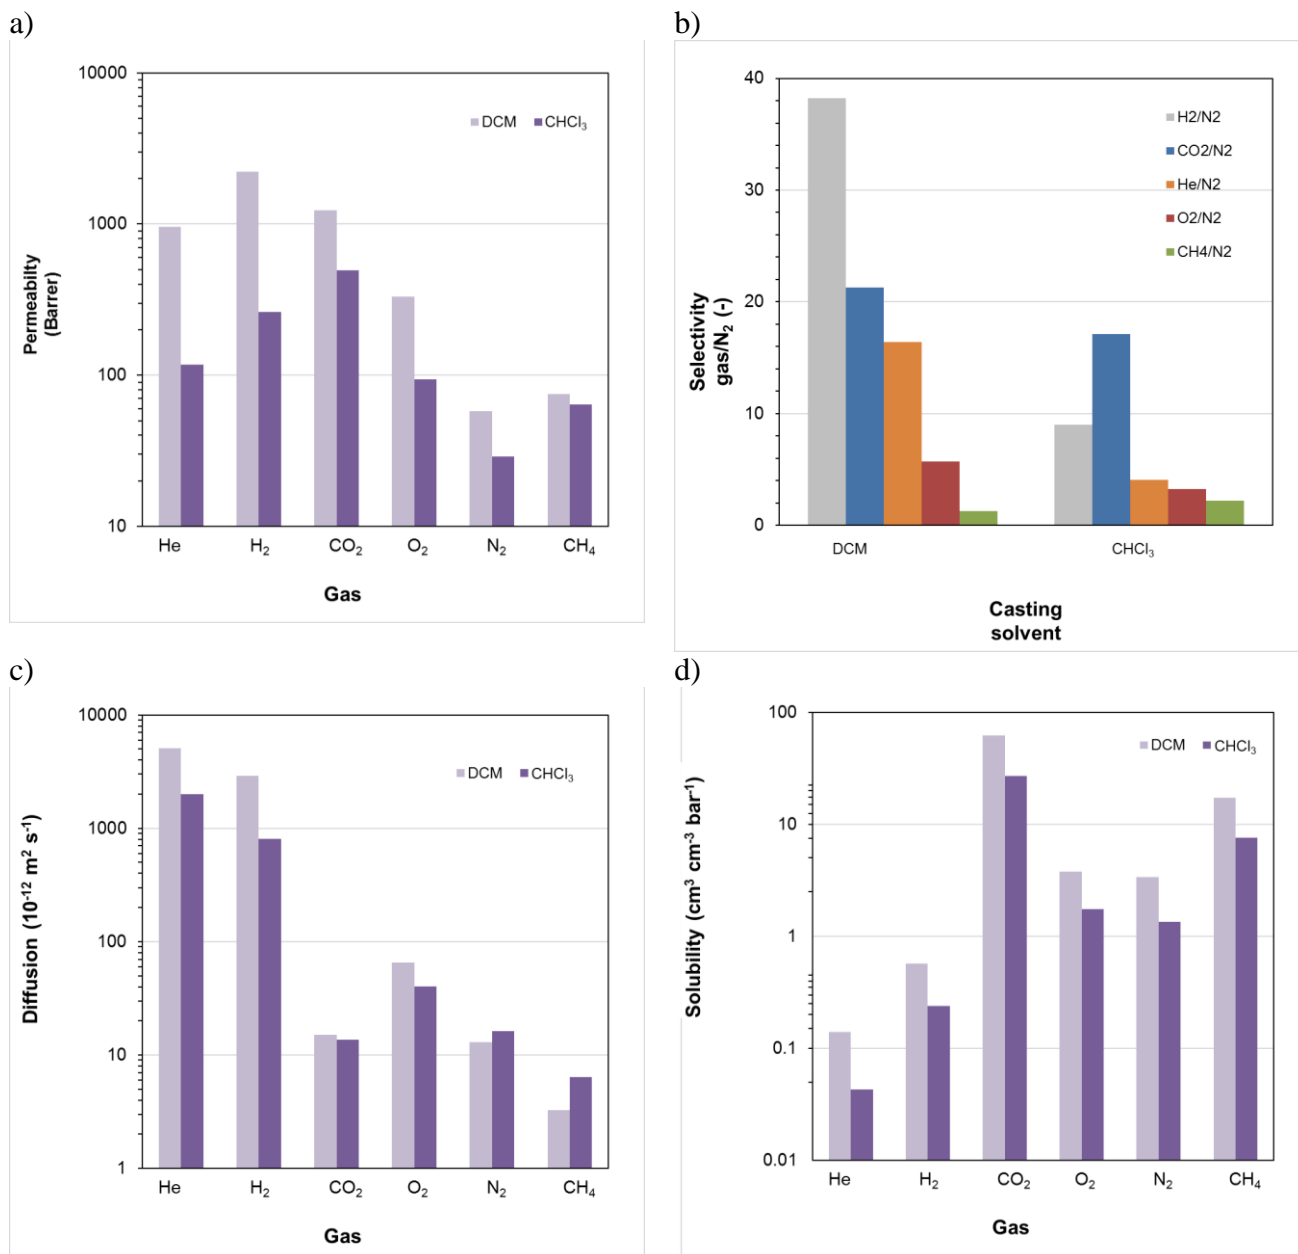 a)
10000
1000
100
10
Permeabilty
(Barrer)
DCM CHCl₃
He H₂ CO₂ O₂ N₂ CH₄
Gas
b)
40
30
20
10
0
Selectivity
gas/N₂ (-)
H2/N2
CO2/N2
He/N2
O2/N2
CH4/N2
DCM CHCl₃
Casting
solvent
c)
10000
1000
100
10
1
Diffusion (10⁻¹² m² s⁻¹)
DCM CHCl₃
He H₂ CO₂ O₂ N₂ CH₄
Gas
d)
100
10
1
0.1
0.01
Solubility (cm³ cm⁻³ bar⁻¹)
DCM CHCl₃
He H₂ CO₂ O₂ N₂ CH₄
Gas